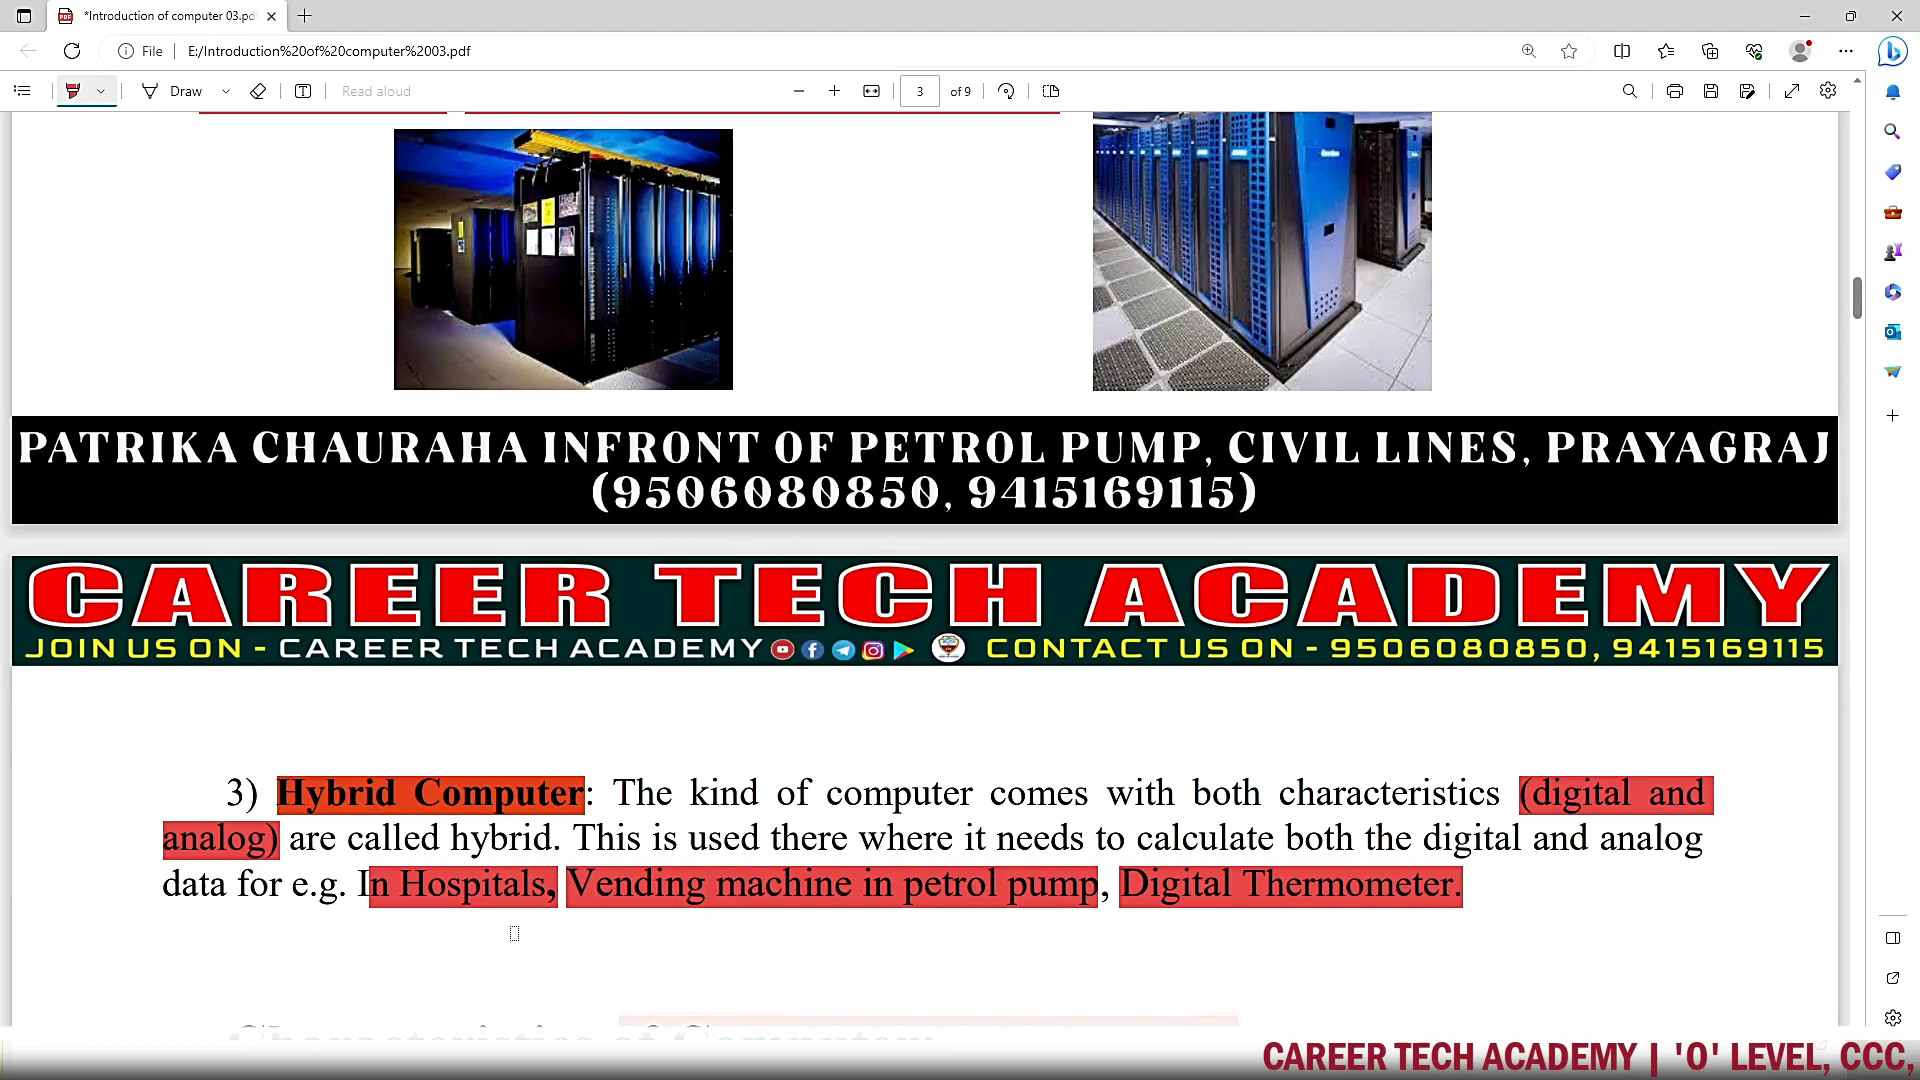 *Introduction of computer 03.pd
File
E:/Introduction%20of%20computer%2003.pdf
Draw
Read aloud
3
of 9
PATRIKA CHAURAHA INFRONT OF PETROL PUMP, CIVIL LINES, PRAYAGRAJ
(9506080850, 9415169115)
CAREER TECH ACADEMY
JOIN US ON - CAREER TECH ACADEMY
CONTACT US ON - 9506080850, 9415169115
3) Hybrid Computer: The kind of computer comes with both characteristics (digital and
analog) are called hybrid. This is used there where it needs to calculate both the digital and analog
data for e.g. In Hospitals, Vending machine in petrol pump, Digital Thermometer.
Characteristics of Computer:
CAREER TECH ACADEMY | 'O' LEVEL, CCC,